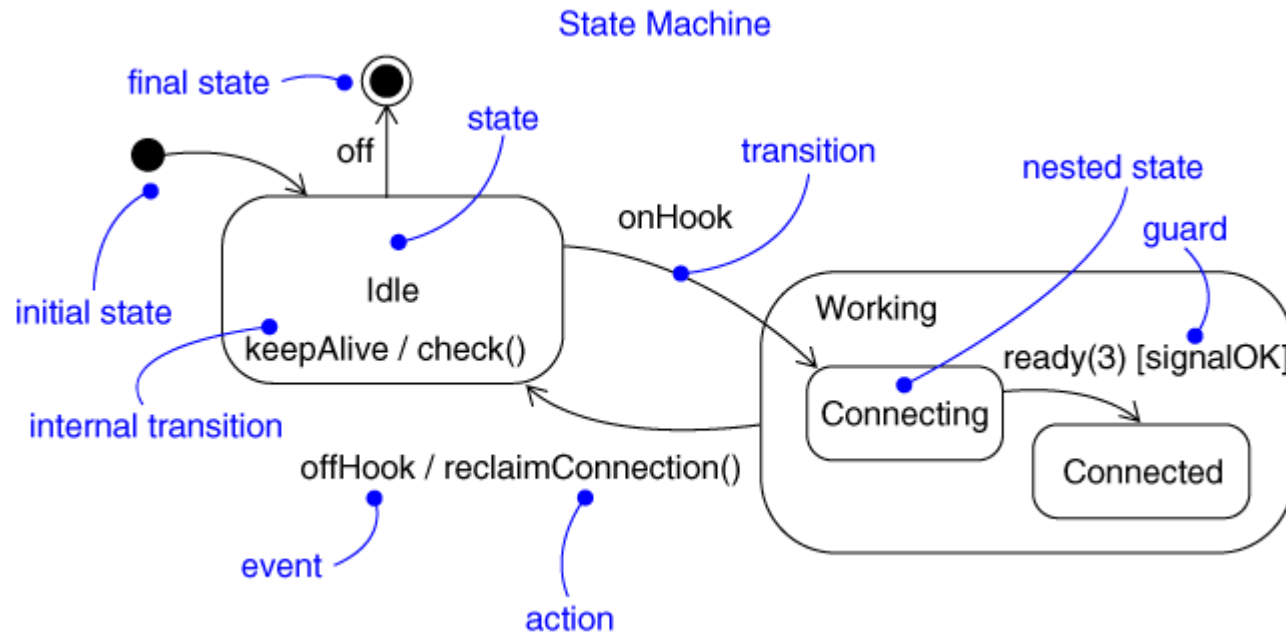 State Machine
final state
state
off
transition
nested state
onHook
guard
initial state
Idle
Working
keepAlive / check()
ready(3) [signalOK]
internal transition
Connecting
offHook / reclaimConnection()
Connected
event
action